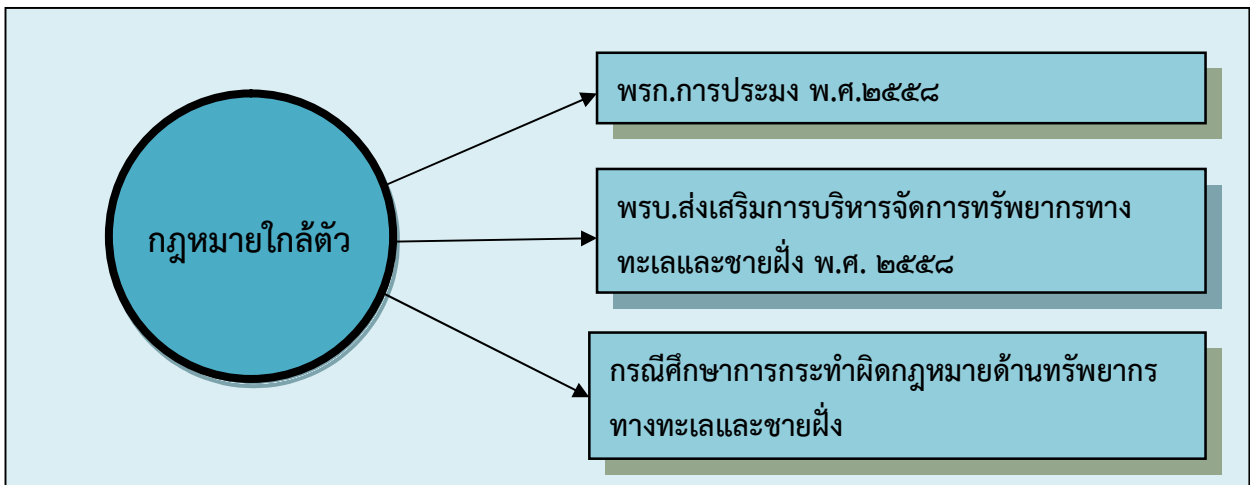 กฎหมายใกล้ตัว
พรก.การประมง พ.ศ.๒๕๕๘
พรบ.ส่งเสริมการบริหารจัดการทรัพยากรทาง
ทะเลและชายฝั่ง พ.ศ. ๒๕๕๘
กรณีศึกษาการกระทำผิดกฎหมายด้านทรัพยากร
ทางทะเลและชายฝั่ง